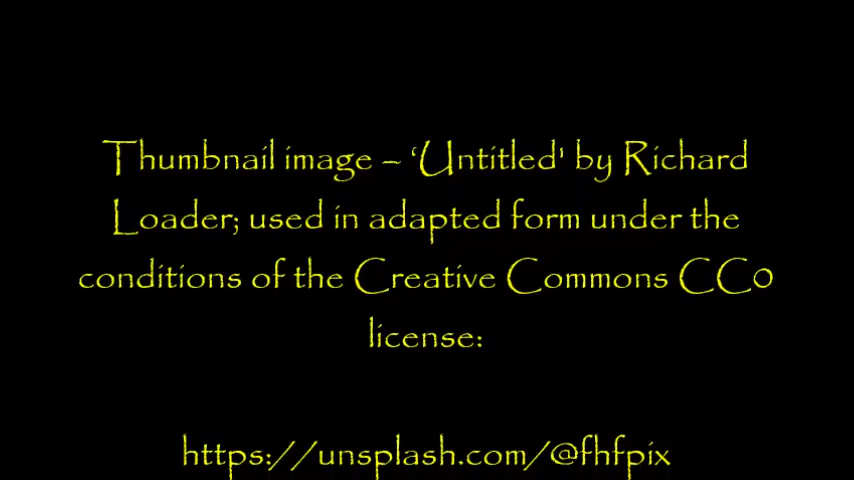 Thumbnail image – ‘Untitled' by Richard
Loader; used in adapted form under the
conditions of the Creative Commons CC0
license:
https://unsplash.com/@fhfpix